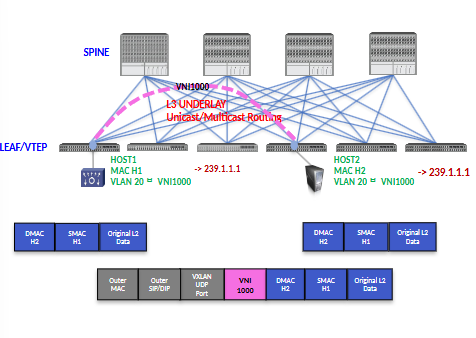 SPINE
VNI1000
L3 UNDERLAY
Unicast/Multicast Routing
LEAF/VTEP
HOST1
MAC H1
VLAN 20 = VNI1000
-> 239.1.1.1
HOST2
MAC H2
VLAN 20 = VNI1000
-> 239.1.1.1
DMAC
H2
SMAC
H1
Original L2
Data
DMAC
H2
SMAC
H1
Original L2
Data
Outer
MAC
Outer
SIP/DIP
VXLAN
UDP
Port
VNI
1000
DMAC
H2
SMAC
H1
Original L2
Data